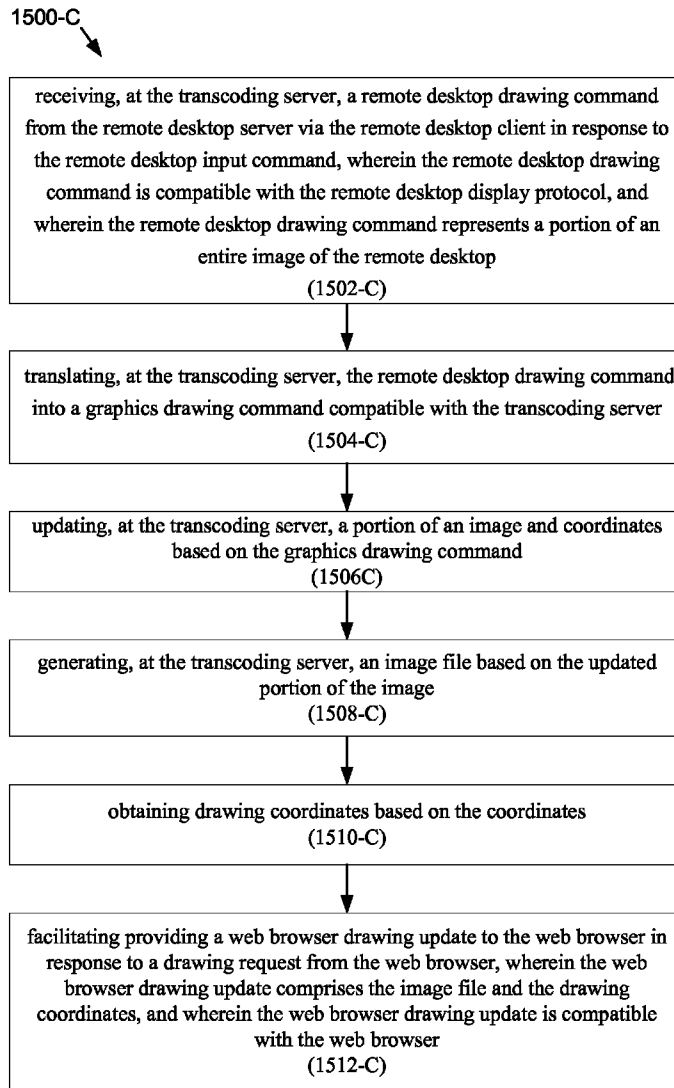 1500-C
receiving, at the transcoding server, a remote desktop drawing command
from the remote desktop server via the remote desktop client in response to
the remote desktop input command, wherein the remote desktop drawing
command is compatible with the remote desktop display protocol, and
wherein the remote desktop drawing command represents a portion of an
entire image of the remote desktop
(1502-C)
translating, at the transcoding server, the remote desktop drawing command
into a graphics drawing command compatible with the transcoding server
(1504-C)
updating, at the transcoding server, a portion of an image and coordinates
based on the graphics drawing command
(1506C)
generating, at the transcoding server, an image file based on the updated
portion of the image
(1508-C)
obtaining drawing coordinates based on the coordinates
(1510-C)
facilitating providing a web browser drawing update to the web browser in
response to a drawing request from the web browser, wherein the web
browser drawing update comprises the image file and the drawing
coordinates, and wherein the web browser drawing update is compatible
with the web browser
(1512-C)